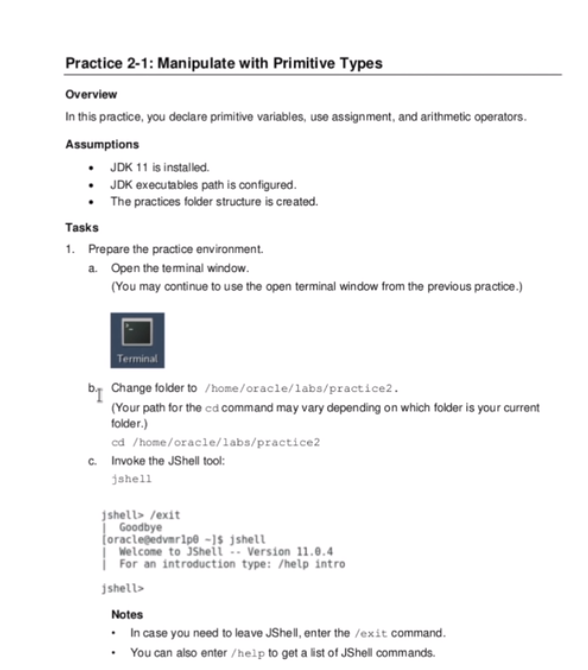 Practice 2-1: Manipulate with Primitive Types
Overview
In this practice, you declare primitive variables, use assignment, and arithmetic operators.
Assumptions
• JDK 11 is installed.
• JDK executables path is configured.
• The practices folder structure is created.
Tasks
1. Prepare the practice environment.
a. Open the terminal window.
(You may continue to use the open terminal window from the previous practice.)
Terminal
b. Change folder to /home/oracle/labs/practice2.
(Your path for the cd command may vary depending on which folder is your current
folder.)
cd /home/oracle/labs/practice2
c. Invoke the JShell tool:
jshell
jshell> /exit
| Goodbye
[oracle@edvmr1p0 ~]$ jshell
| Welcome to JShell -- Version 11.0.4
| For an introduction type: /help intro
jshell>
Notes
• In case you need to leave JShell, enter the /exit command.
• You can also enter /help to get a list of JShell commands.